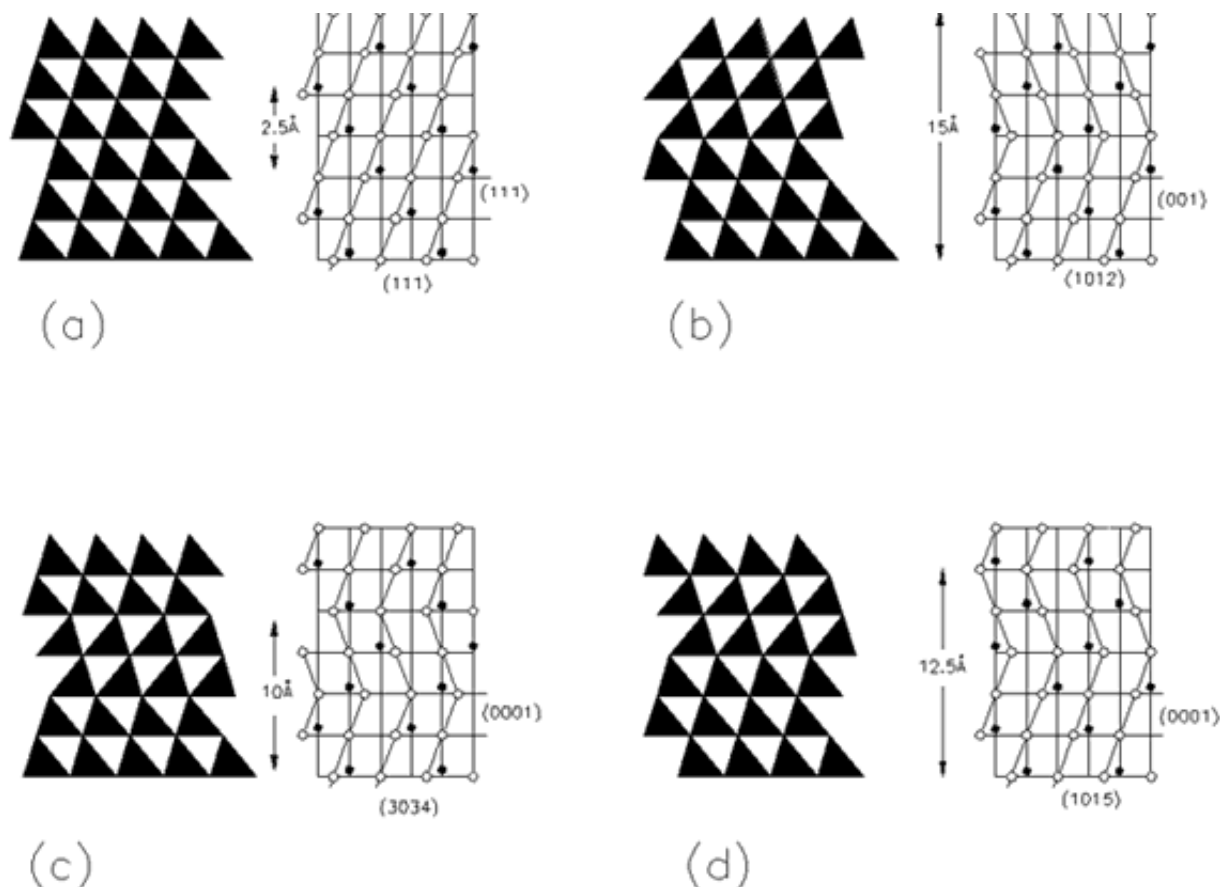 2.5Å
(111)
(111)
(a)
15Å
(001)
(1012)
(b)
10Å
(0001)
(3034)
(c)
12.5Å
(0001)
(1015)
(d)